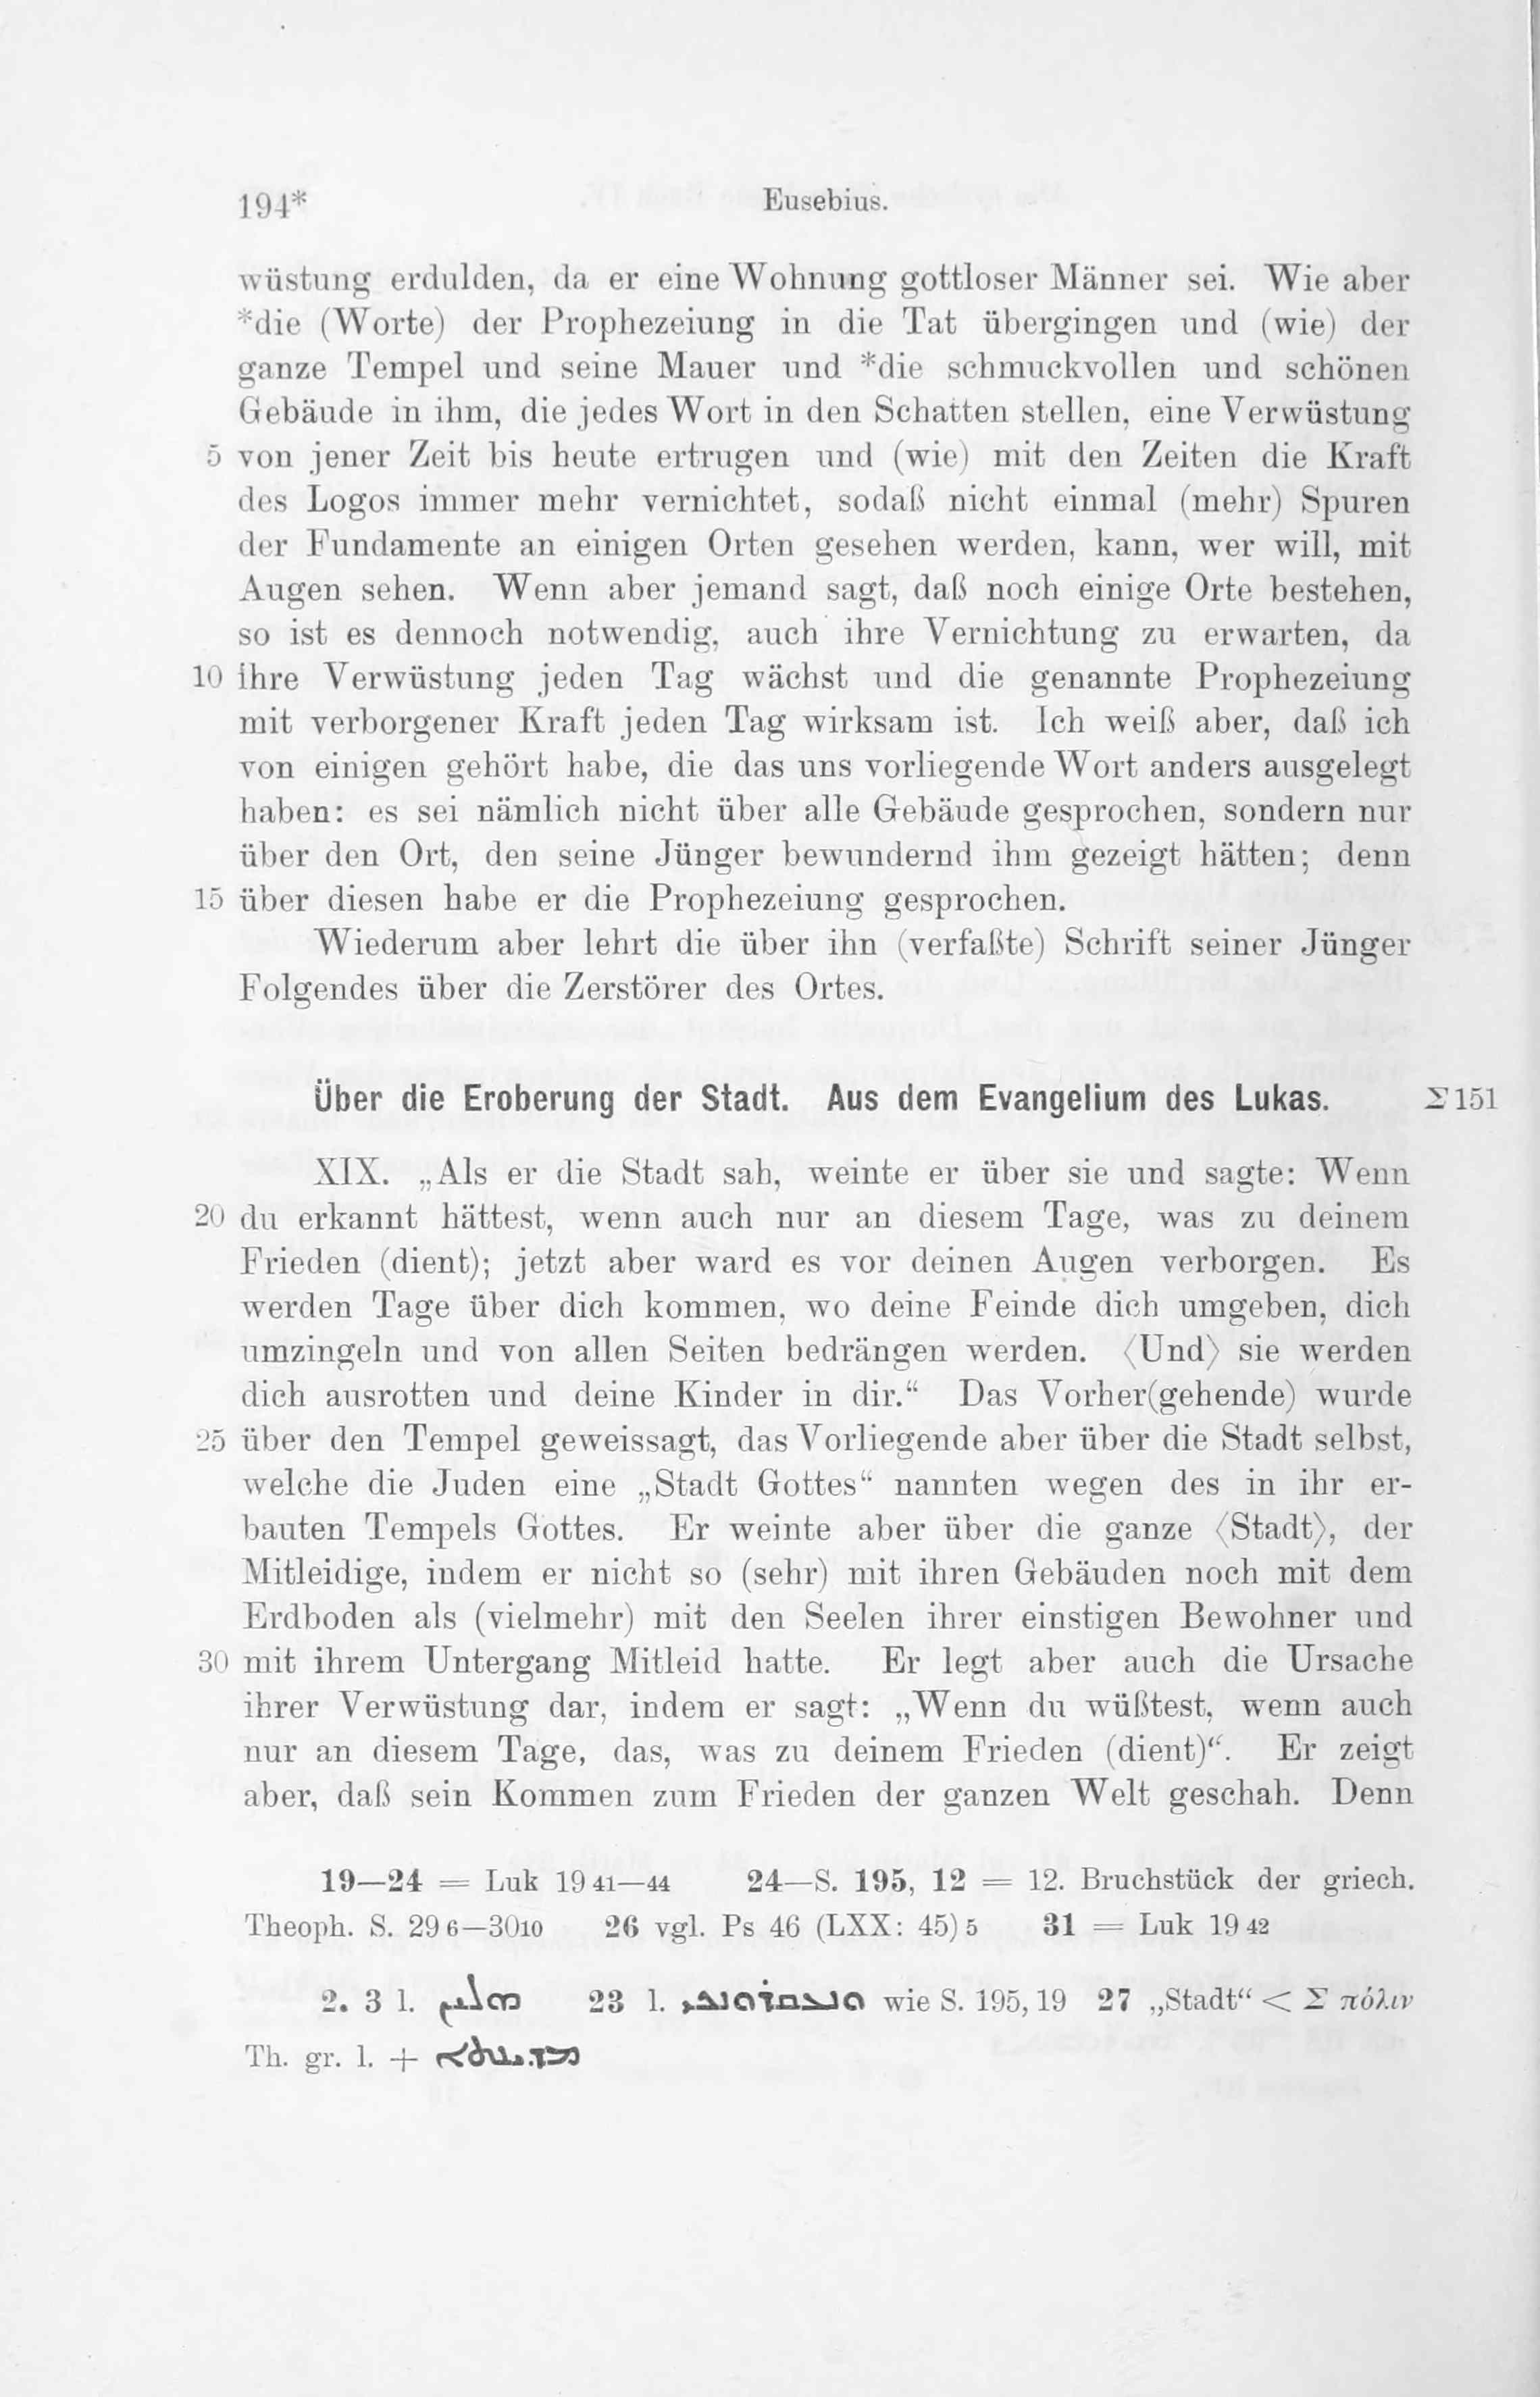 194*
Eusebius.
wüstung erdulden, da er eine Wohnung gottloser Männer sei. Wie aber
*die (Worte) der Prophezeiung in die Tat übergingen und (wie) der
ganze Tempel und seine Mauer und *die schmuckvollen und schönen
Gebäude in ihm, die jedes Wort in den Schatten stellen, eine Verwüstung
5 von jener Zeit bis heute ertrugen und (wie) mit den Zeiten die Kraft
des Logos immer mehr vernichtet, sodaß nicht einmal (mehr) Spuren
der Fundamente an einigen Orten gesehen werden, kann, wer will, mit
Augen sehen. Wenn aber jemand sagt, daß noch einige Orte bestehen,
so ist es dennoch notwendig, auch ihre Vernichtung zu erwarten, da
10 ihre Verwüstung jeden Tag wächst und die genannte Prophezeiung
mit verborgener Kraft jeden Tag wirksam ist. Ich weiß aber, daß ich
von einigen gehört habe, die das uns vorliegende Wort anders ausgelegt
haben: es sei nämlich nicht über alle Gebäude gesprochen, sondern nur
über den Ort, den seine Jünger bewundernd ihm gezeigt hätten; denn
15 über diesen habe er die Prophezeiung gesprochen.
Wiederum aber lehrt die über ihn (verfaßte) Schrift seiner Jünger
Folgendes über die Zerstörer des Ortes.
Über die Eroberung der Stadt. Aus dem Evangelium des Lukas. Σ 151
XIX. „Als er die Stadt sah, weinte er über sie und sagte: Wenn
20 du erkannt hättest, wenn auch nur an diesem Tage, was zu deinem
Frieden (dient); jetzt aber ward es vor deinen Augen verborgen. Es
werden Tage über dich kommen, wo deine Feinde dich umgeben, dich
umzingeln und von allen Seiten bedrängen werden. ⟨Und⟩ sie werden
dich ausrotten und deine Kinder in dir.“ Das Vorher(gehende) wurde
25 über den Tempel geweissagt, das Vorliegende aber über die Stadt selbst,
welche die Juden eine „Stadt Gottes“ nannten wegen des in ihr er-
bauten Tempels Gottes. Er weinte aber über die ganze ⟨Stadt⟩, der
Mitleidige, indem er nicht so (sehr) mit ihren Gebäuden noch mit dem
Erdboden als (vielmehr) mit den Seelen ihrer einstigen Bewohner und
30 mit ihrem Untergang Mitleid hatte. Er legt aber auch die Ursache
ihrer Verwüstung dar, indem er sagt: „Wenn du wüßtest, wenn auch
nur an diesem Tage, das, was zu deinem Frieden (dient)“. Er zeigt
aber, daß sein Kommen zum Frieden der ganzen Welt geschah. Denn
19—24 = Luk 19 41—44 24—S. 195, 12 = 12. Bruchstück der griech.
Theoph. S. 29 6—30 10 26 vgl. Ps 46 (LXX: 45) 5 31 = Luk 19 42
2. 3 l. ܗܠܝܢ 23 l. ܘܢܥܩܪܘܢܟܝ wie S. 195, 19 27 „Stadt“ < Σ πόλιν
Th. gr. l. + ܡܕܝܢܬܐ